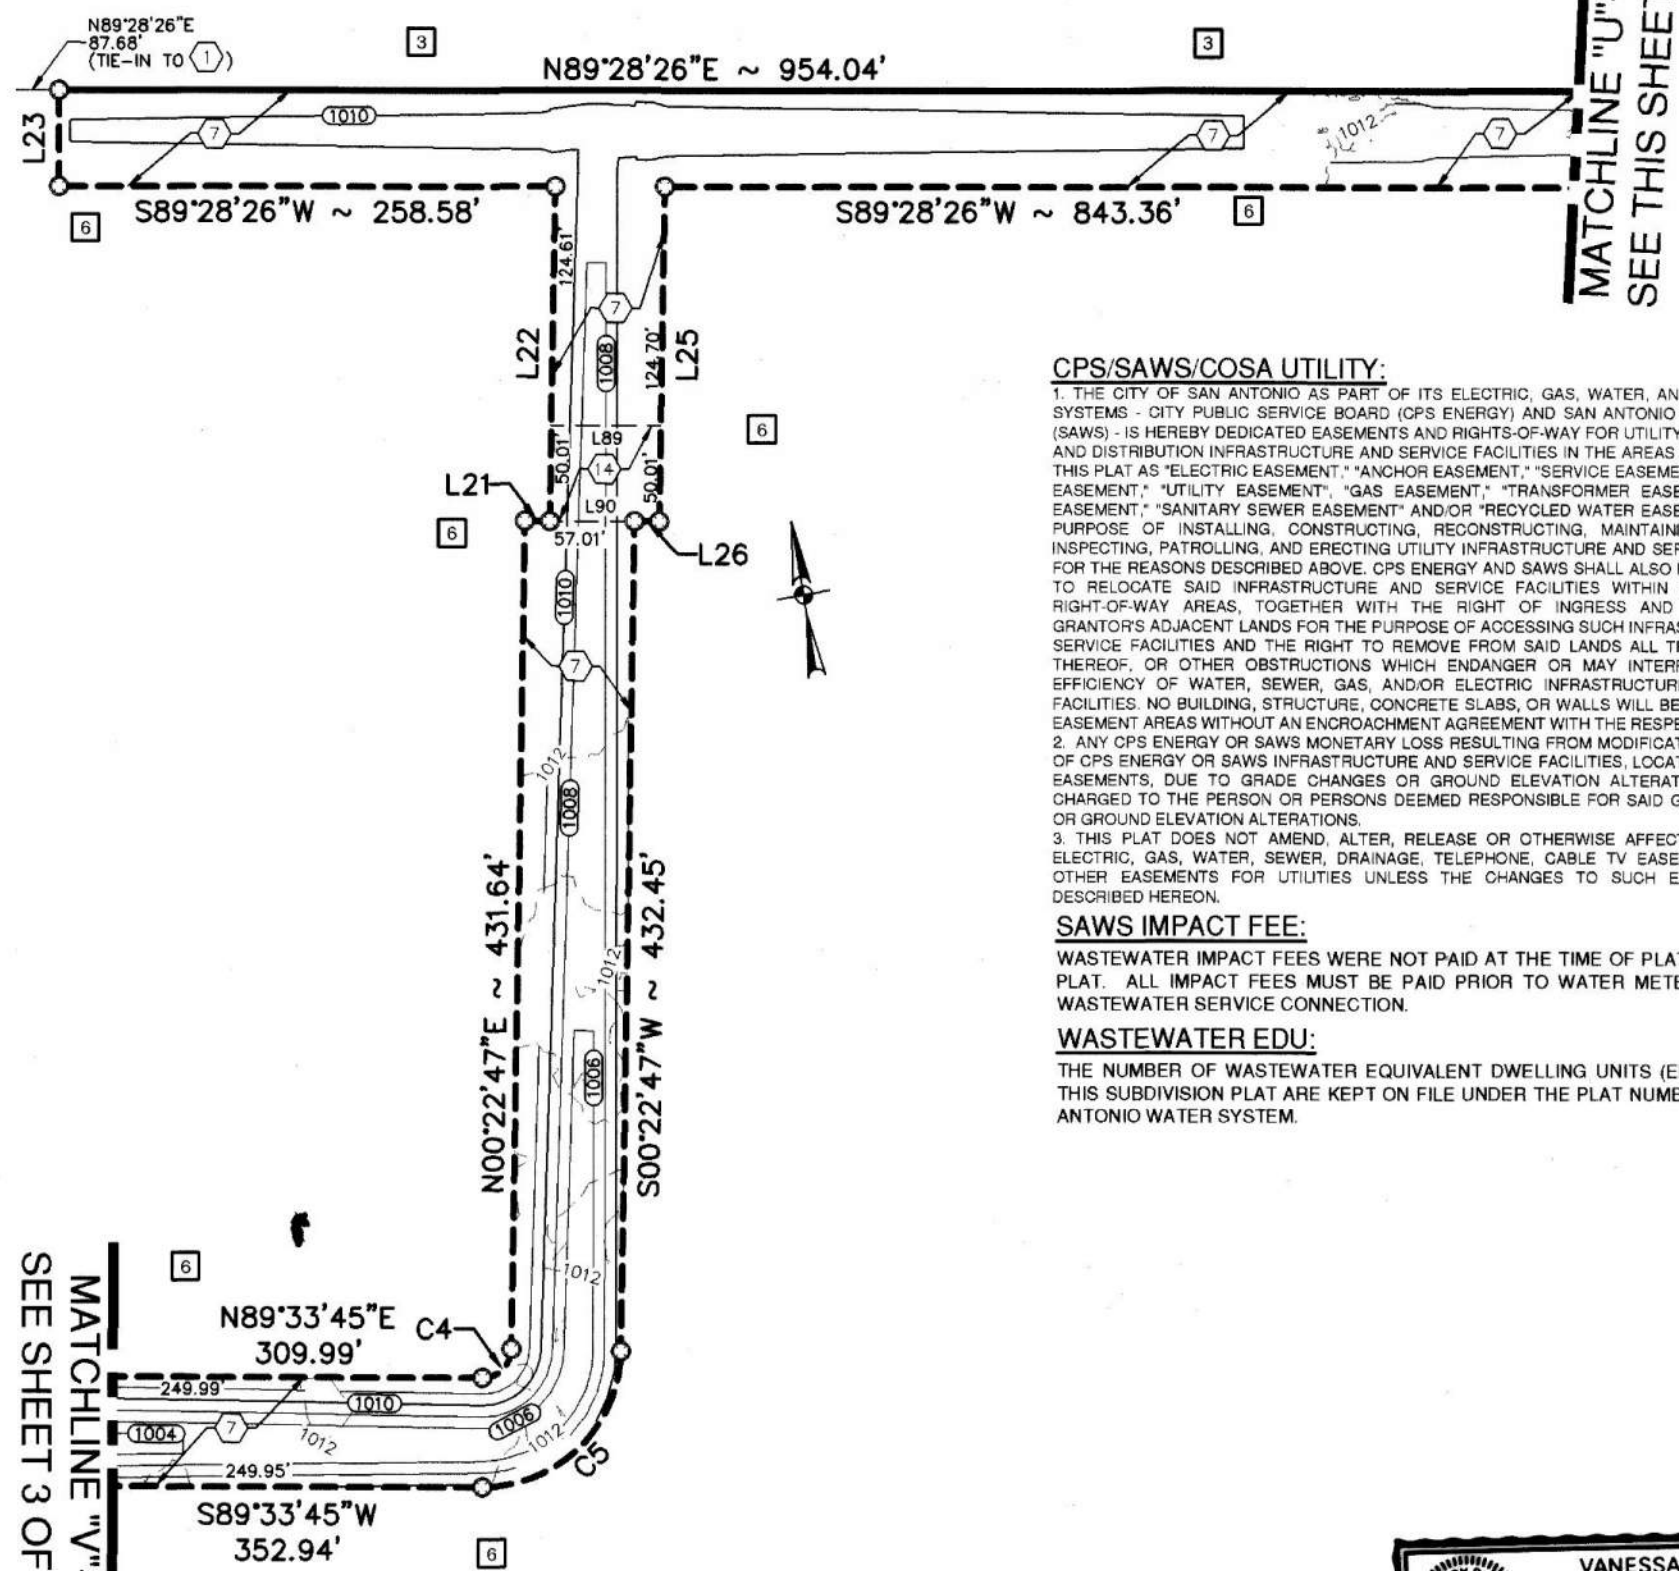 N89°28'26"E
87.68'
(TIE-IN TO 1)
3
3
N89°28'26"E ~ 954.04'
MATCHLINE "U"
SEE THIS SHEET
L23
1010
7
7
1012
7
6
S89°28'26"W ~ 258.58'
S89°28'26"W ~ 843.36'
6
124.61'
7
L22
1008
124.70'
L25
6
L89
50.01'
14
50.01'
L21
L90
6
57.01'
L26
1010
7
1012
1008
N00°22'47"E ~ 431.64'
S00°22'47"W ~ 432.45'
1012
1006
1012
6
N89°33'45"E
309.99'
C4
249.99'
1010
1004
7
1012
1006
1012
C5
249.95'
S89°33'45"W
352.94'
6
MATCHLINE "V"
SEE SHEET 3 OF
CPS/SAWS/COSA UTILITY:
1. THE CITY OF SAN ANTONIO AS PART OF ITS ELECTRIC, GAS, WATER, AN
SYSTEMS - CITY PUBLIC SERVICE BOARD (CPS ENERGY) AND SAN ANTONIO
(SAWS) - IS HEREBY DEDICATED EASEMENTS AND RIGHTS-OF-WAY FOR UTILITY
AND DISTRIBUTION INFRASTRUCTURE AND SERVICE FACILITIES IN THE AREAS
THIS PLAT AS "ELECTRIC EASEMENT," "ANCHOR EASEMENT," "SERVICE EASEME
EASEMENT," "UTILITY EASEMENT", "GAS EASEMENT," "TRANSFORMER EASE
EASEMENT," "SANITARY SEWER EASEMENT" AND/OR "RECYCLED WATER EASE
PURPOSE OF INSTALLING, CONSTRUCTING, RECONSTRUCTING, MAINTAIN
INSPECTING, PATROLLING, AND ERECTING UTILITY INFRASTRUCTURE AND SER
FOR THE REASONS DESCRIBED ABOVE. CPS ENERGY AND SAWS SHALL ALSO
TO RELOCATE SAID INFRASTRUCTURE AND SERVICE FACILITIES WITHIN
RIGHT-OF-WAY AREAS, TOGETHER WITH THE RIGHT OF INGRESS AND
GRANTOR'S ADJACENT LANDS FOR THE PURPOSE OF ACCESSING SUCH INFRAS
SERVICE FACILITIES AND THE RIGHT TO REMOVE FROM SAID LANDS ALL T
THEREOF, OR OTHER OBSTRUCTIONS WHICH ENDANGER OR MAY INTER
EFFICIENCY OF WATER, SEWER, GAS, AND/OR ELECTRIC INFRASTRUCTUR
FACILITIES. NO BUILDING, STRUCTURE, CONCRETE SLABS, OR WALLS WILL BE
EASEMENT AREAS WITHOUT AN ENCROACHMENT AGREEMENT WITH THE RESPE
2. ANY CPS ENERGY OR SAWS MONETARY LOSS RESULTING FROM MODIFICAT
OF CPS ENERGY OR SAWS INFRASTRUCTURE AND SERVICE FACILITIES, LOCAT
EASEMENTS, DUE TO GRADE CHANGES OR GROUND ELEVATION ALTERAT
CHARGED TO THE PERSON OR PERSONS DEEMED RESPONSIBLE FOR SAID G
OR GROUND ELEVATION ALTERATIONS.
3. THIS PLAT DOES NOT AMEND, ALTER, RELEASE OR OTHERWISE AFFEC
ELECTRIC, GAS, WATER, SEWER, DRAINAGE, TELEPHONE, CABLE TV EASE
OTHER EASEMENTS FOR UTILITIES UNLESS THE CHANGES TO SUCH E
DESCRIBED HEREON.
SAWS IMPACT FEE:
WASTEWATER IMPACT FEES WERE NOT PAID AT THE TIME OF PLA
PLAT. ALL IMPACT FEES MUST BE PAID PRIOR TO WATER METE
WASTEWATER SERVICE CONNECTION.
WASTEWATER EDU:
THE NUMBER OF WASTEWATER EQUIVALENT DWELLING UNITS (E
THIS SUBDIVISION PLAT ARE KEPT ON FILE UNDER THE PLAT NUMB
ANTONIO WATER SYSTEM.
VANESSA